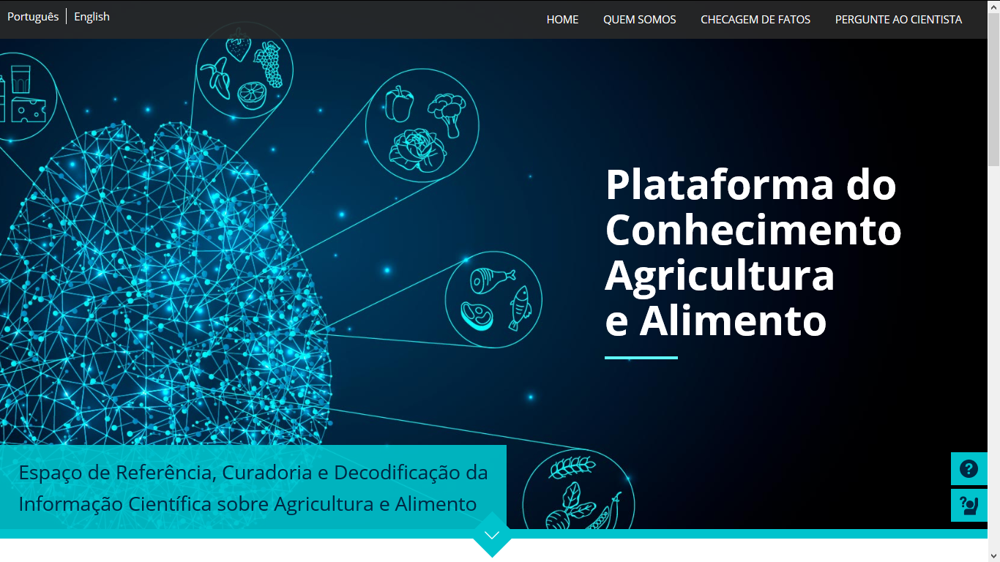 Português English
HOME QUEM SOMOS CHECAGEM DE FATOS PERGUNTE AO CIENTISTA
Plataforma do
Conhecimento
Agricultura
e Alimento
Espaço de Referência, Curadoria e Decodificação da
Informação Científica sobre Agricultura e Alimento